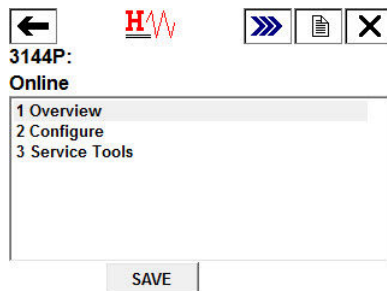 H
3144P:
Online
1 Overview
2 Configure
3 Service Tools
SAVE